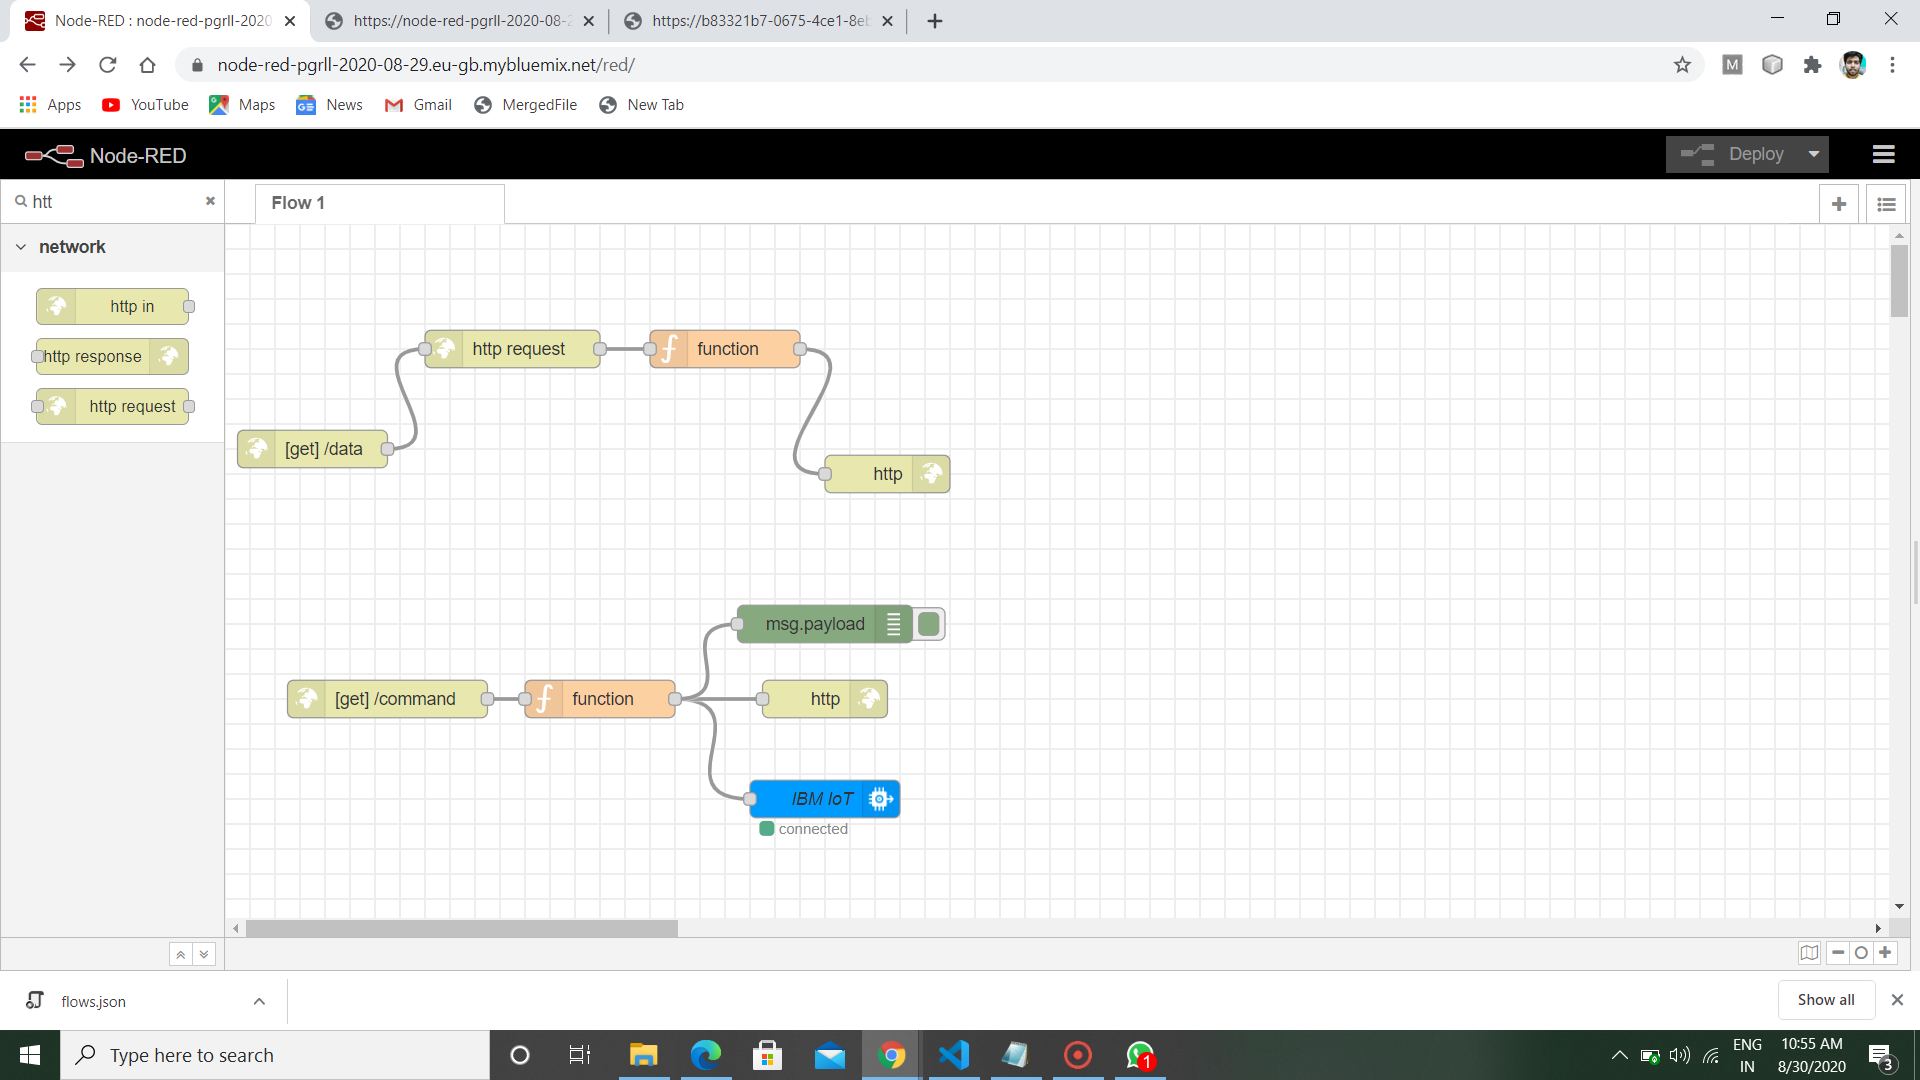 Node-RED : node-red-pgrll-2020
https://node-red-pgrll-2020-08-2
https://b83321b7-0675-4ce1-8eb
node-red-pgrll-2020-08-29.eu-gb.mybluemix.net/red/
M
Apps YouTube Maps News Gmail MergedFile New Tab
Node-RED
Deploy
htt
Flow 1
network
http in
http response
http request
http request
function
[get] /data
http
msg.payload
[get] /command
function
http
IBM IoT
connected
flows.json
Show all
Type here to search
1
ENG
IN
10:55 AM
8/30/2020
3